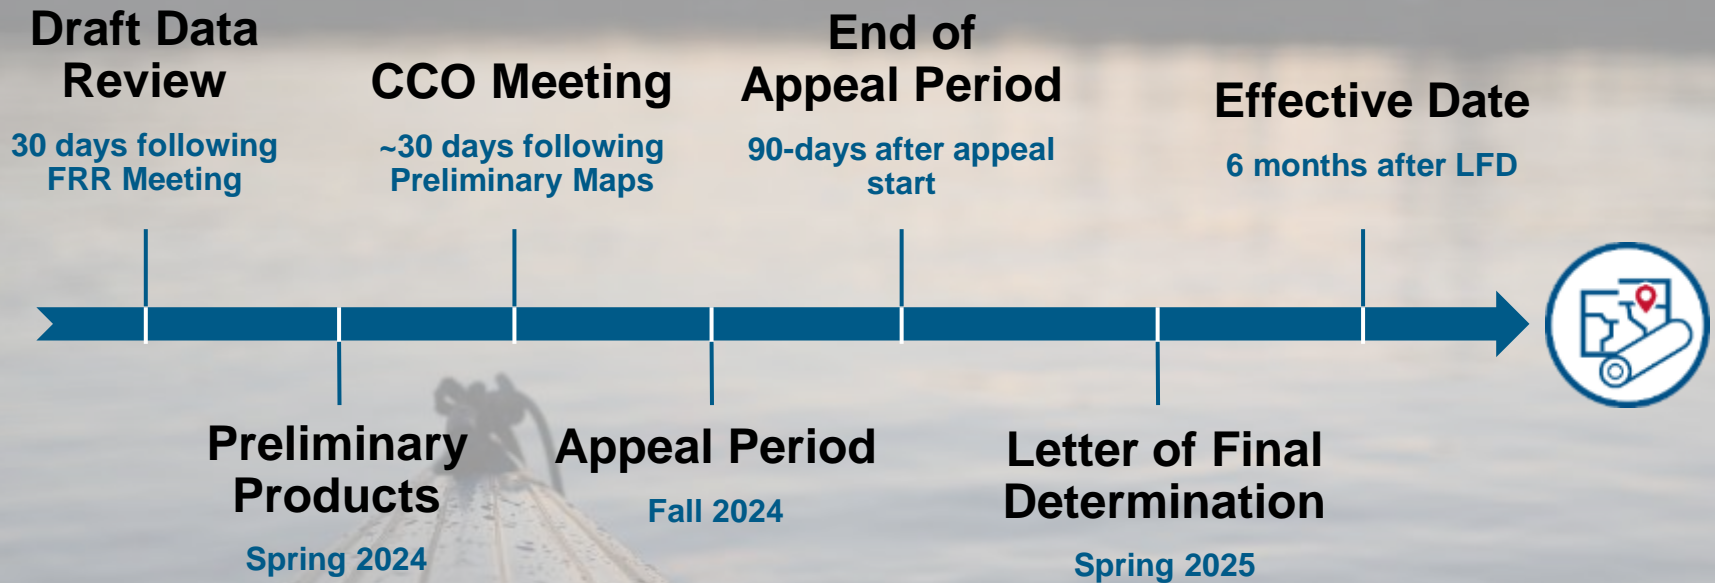 Draft Data
Review
30 days following
FRR Meeting
Preliminary
Products
Spring 2024
CCO Meeting
~30 days following
Preliminary Maps
Appeal Period
Fall 2024
End of
Appeal Period
90-days after appeal
start
Letter of Final
Determination
Spring 2025
Effective Date
6 months after LFD